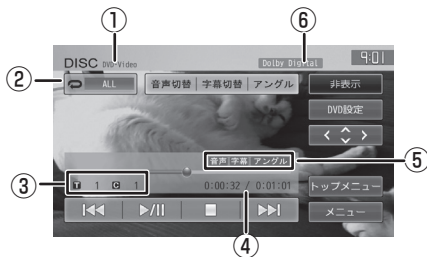 ① ⑥
DISC DVD-Video Dolby Digital 9:01
② ALL 音声切替 字幕切替 アングル 非表示
DVD設定
音声 字幕 アングル ⑤
③ T 1 C 1 0:00:32 / 0:01:01 トップメニュー
メニュー
④